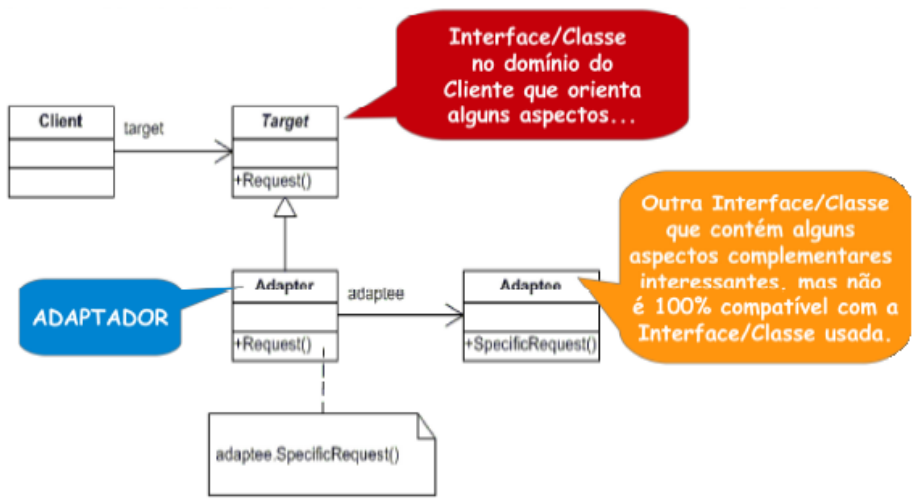 Interface/Classe
no domínio do
Cliente que orienta
alguns aspectos...
Client
target
Target
+Request()
Outra Interface/Classe
que contém alguns
aspectos complementares
interessantes, mas não
é 100% compatível com a
Interface/Classe usada.
ADAPTADOR
Adapter
adaptee
Adaptee
+Request()
+SpecificRequest()
adaptee.SpecificRequest()